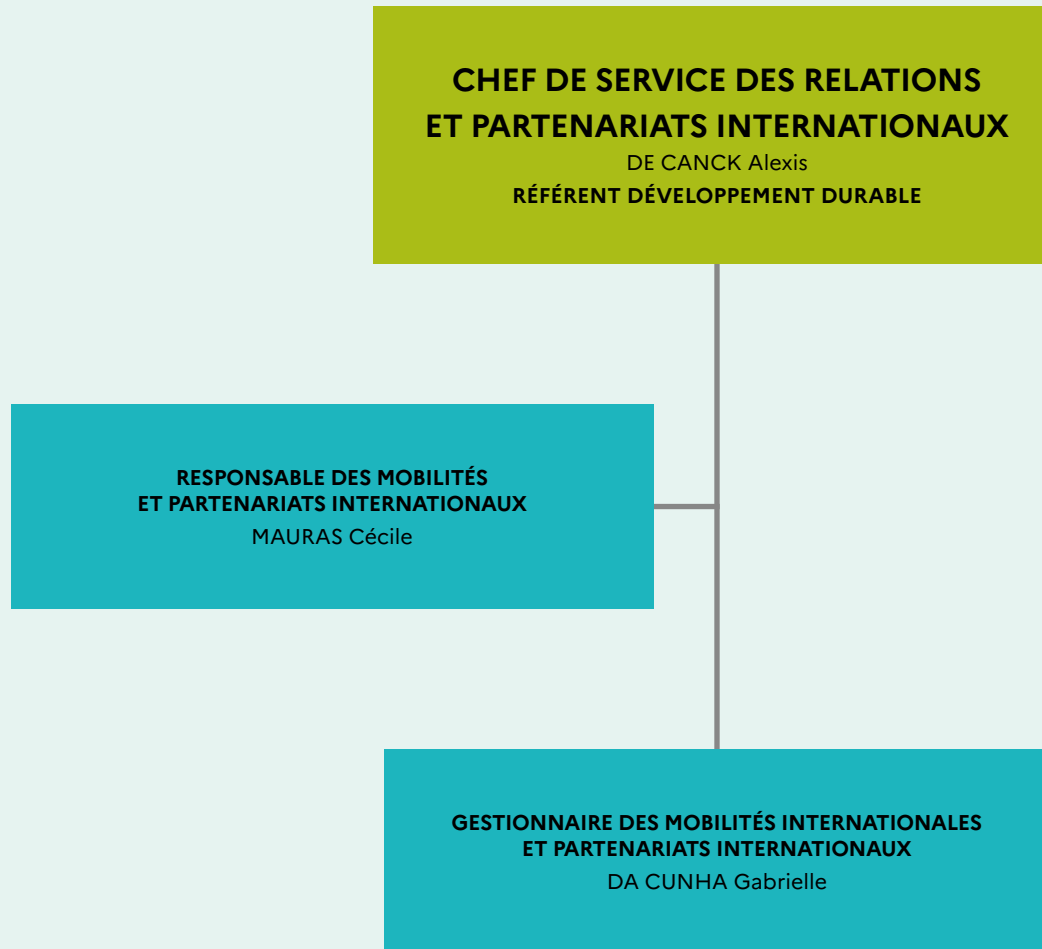 CHEF DE SERVICE DES RELATIONS
ET PARTENARIATS INTERNATIONAUX
DE CANCK Alexis
RÉFÉRENT DÉVELOPPEMENT DURABLE
RESPONSABLE DES MOBILITÉS
ET PARTENARIATS INTERNATIONAUX
MAURAS Cécile
GESTIONNAIRE DES MOBILITÉS INTERNATIONALES
ET PARTENARIATS INTERNATIONAUX
DA CUNHA Gabrielle